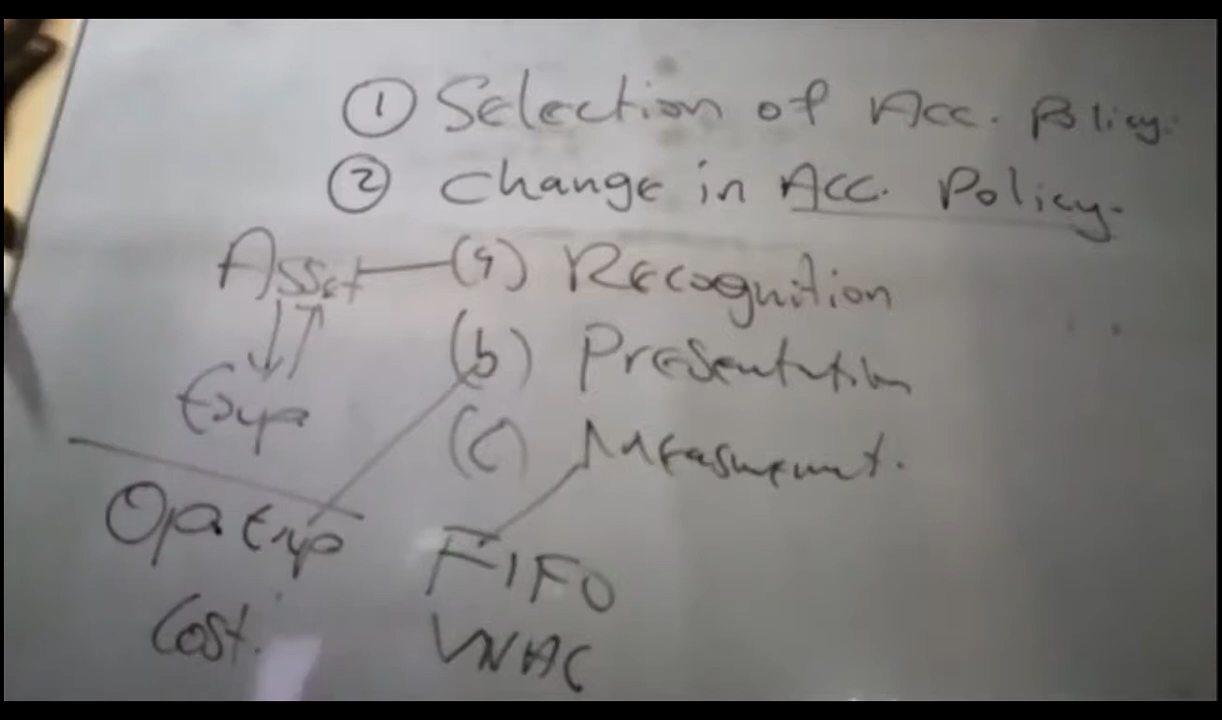 ① Selection of Acc. Policy.
② Change in Acc. Policy.
Asset — (a) Recognition
(b) Presentation
Exp
(c) Measurement.
Ope Exp
FIFO
Cost.
WAC